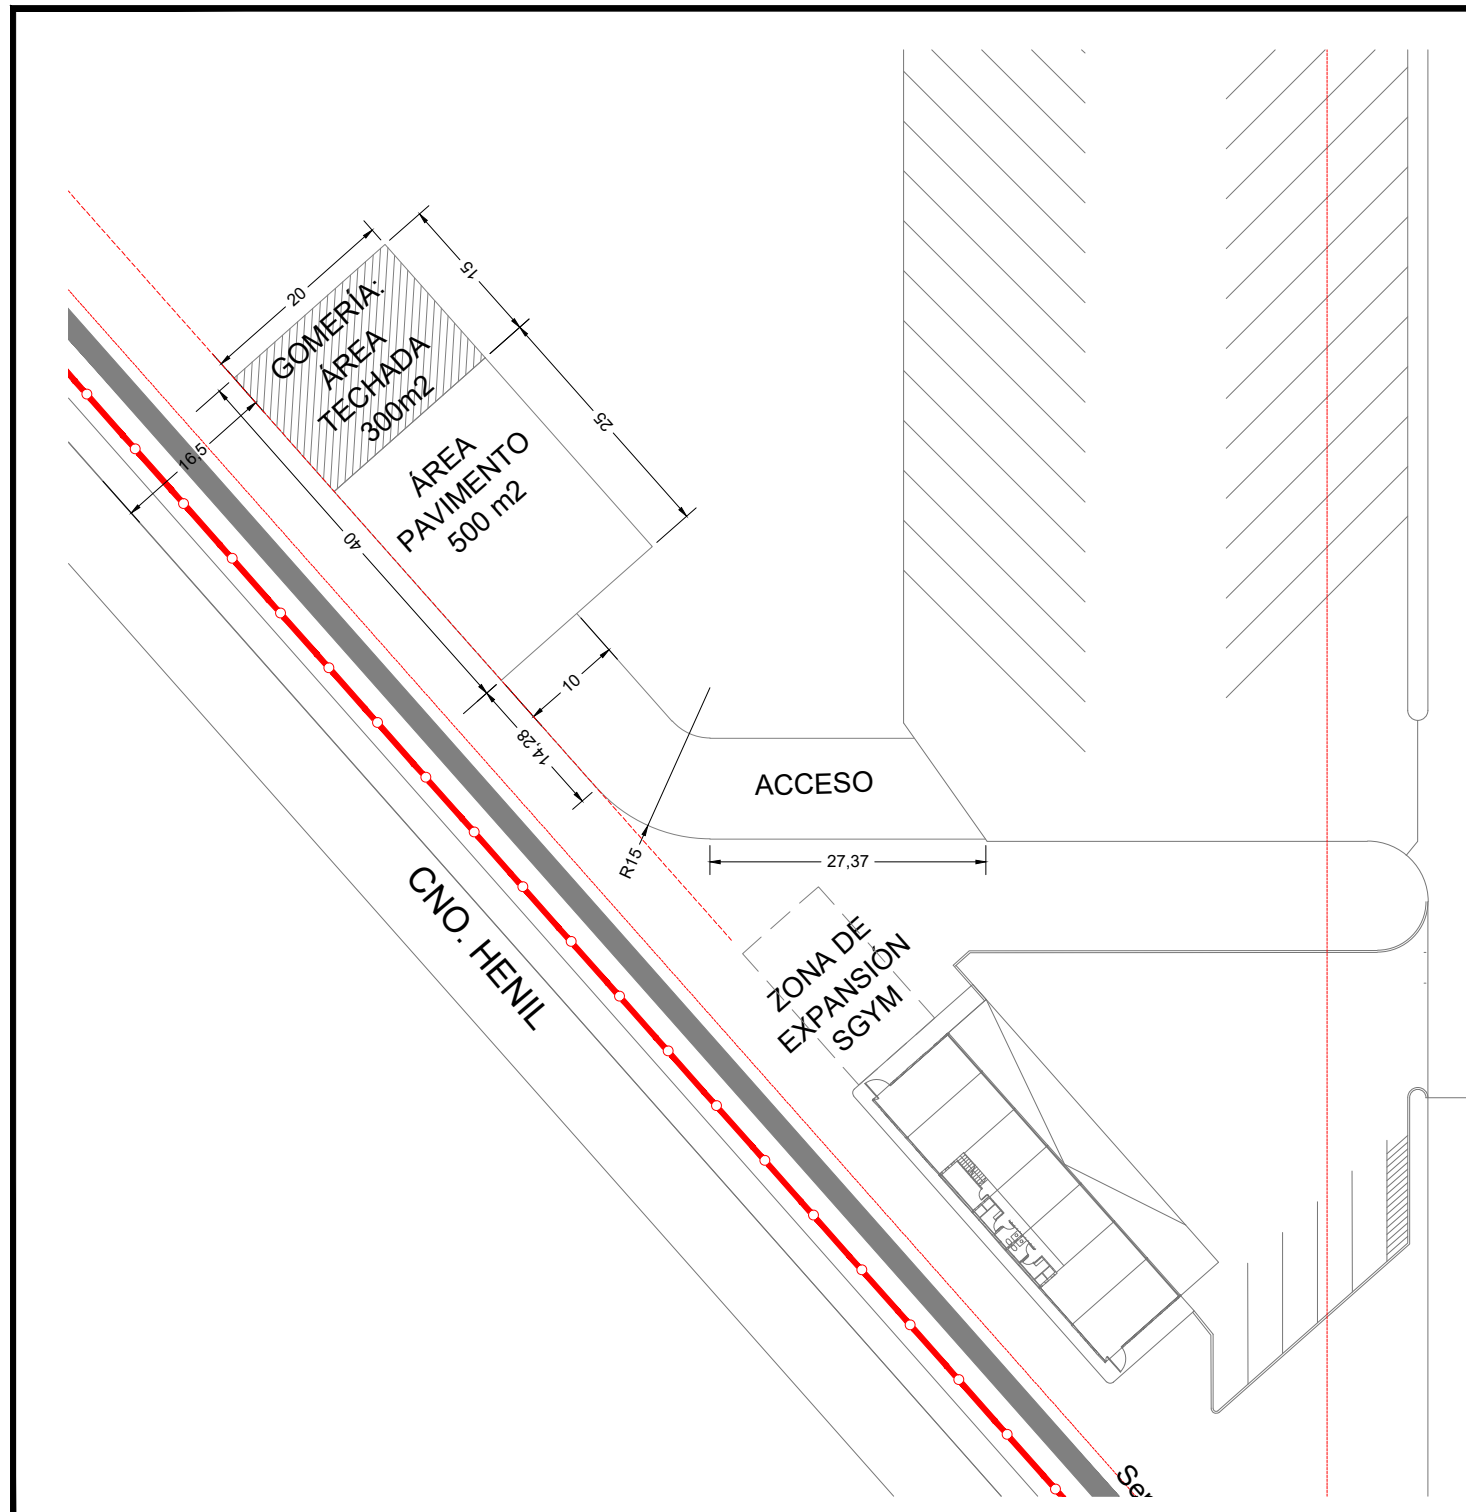 20
15
GOMERÍA:
ÁREA
TECHADA
300m2
25
16,5
ÁREA
PAVIMENTO
500 m2
40
10
14,28
ACCESO
R15
27,37
CNO. HENIL
ZONA DE
EXPANSIÓN
SGYM